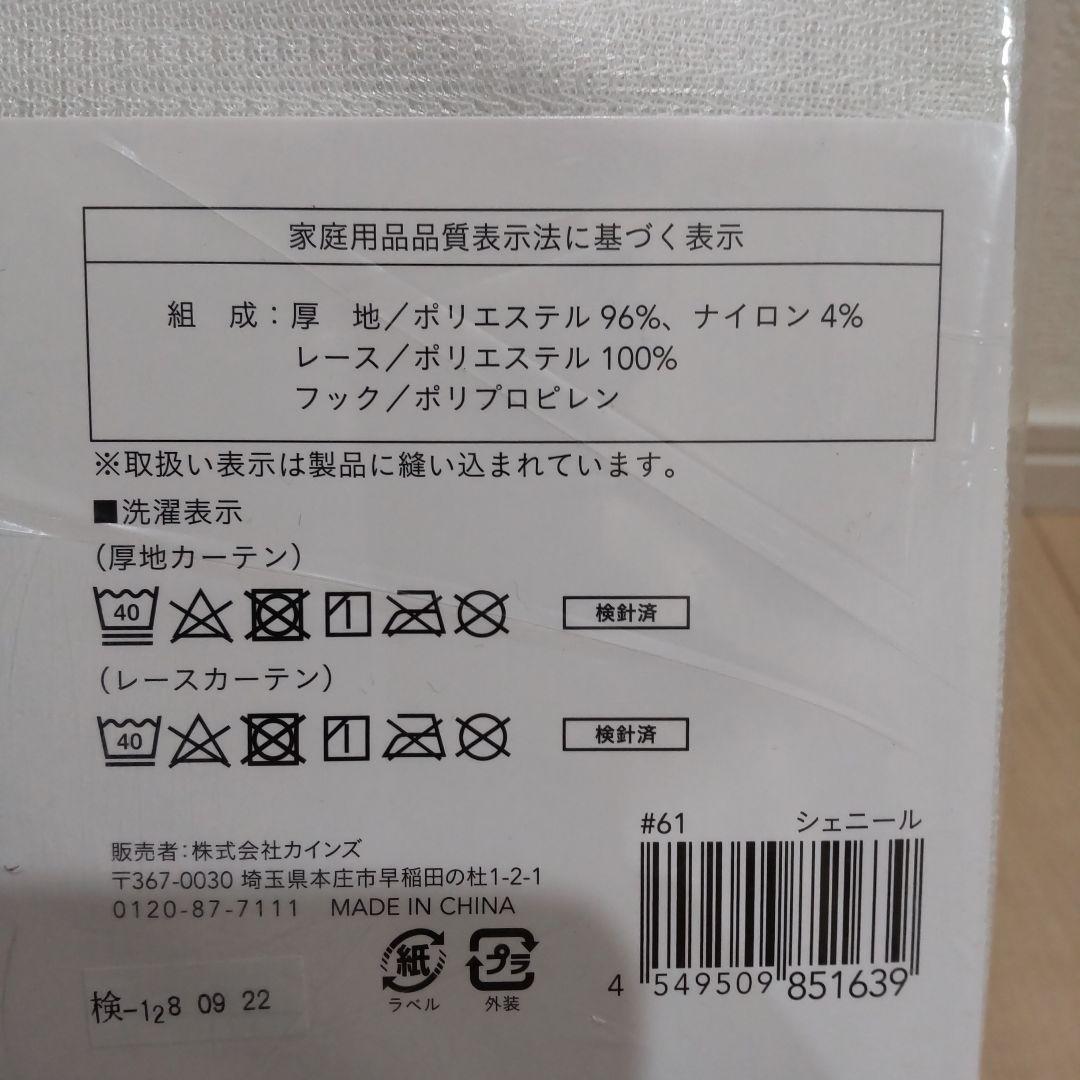 家庭用品品質表示法に基づく表示
組　成：厚　地／ポリエステル 96%、ナイロン 4%
レース／ポリエステル 100%
フック／ポリプロピレン
※取扱い表示は製品に縫い込まれています。
■洗濯表示
（厚地カーテン）
40
検針済
（レースカーテン）
40
検針済
#61 シェニール
販売者：株式会社カインズ
〒367-0030 埼玉県本庄市早稲田の杜1-2-1
0120-87-7111 MADE IN CHINA
紙 プラ
ラベル 外装
4 549509 851639
検-128 09 22